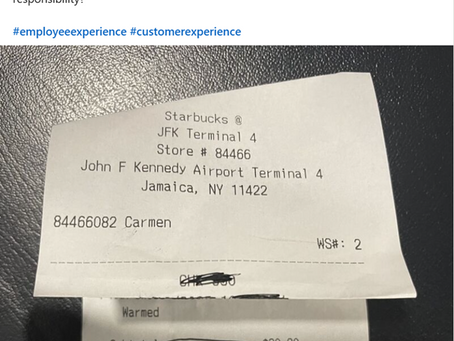 responsibility?
#employeeexperience #customerexperience
Starbucks @
JFK Terminal 4
Store # 84466
John F Kennedy Airport Terminal 4
Jamaica, NY 11422
84466082 Carmen
WS#: 2
Warmed